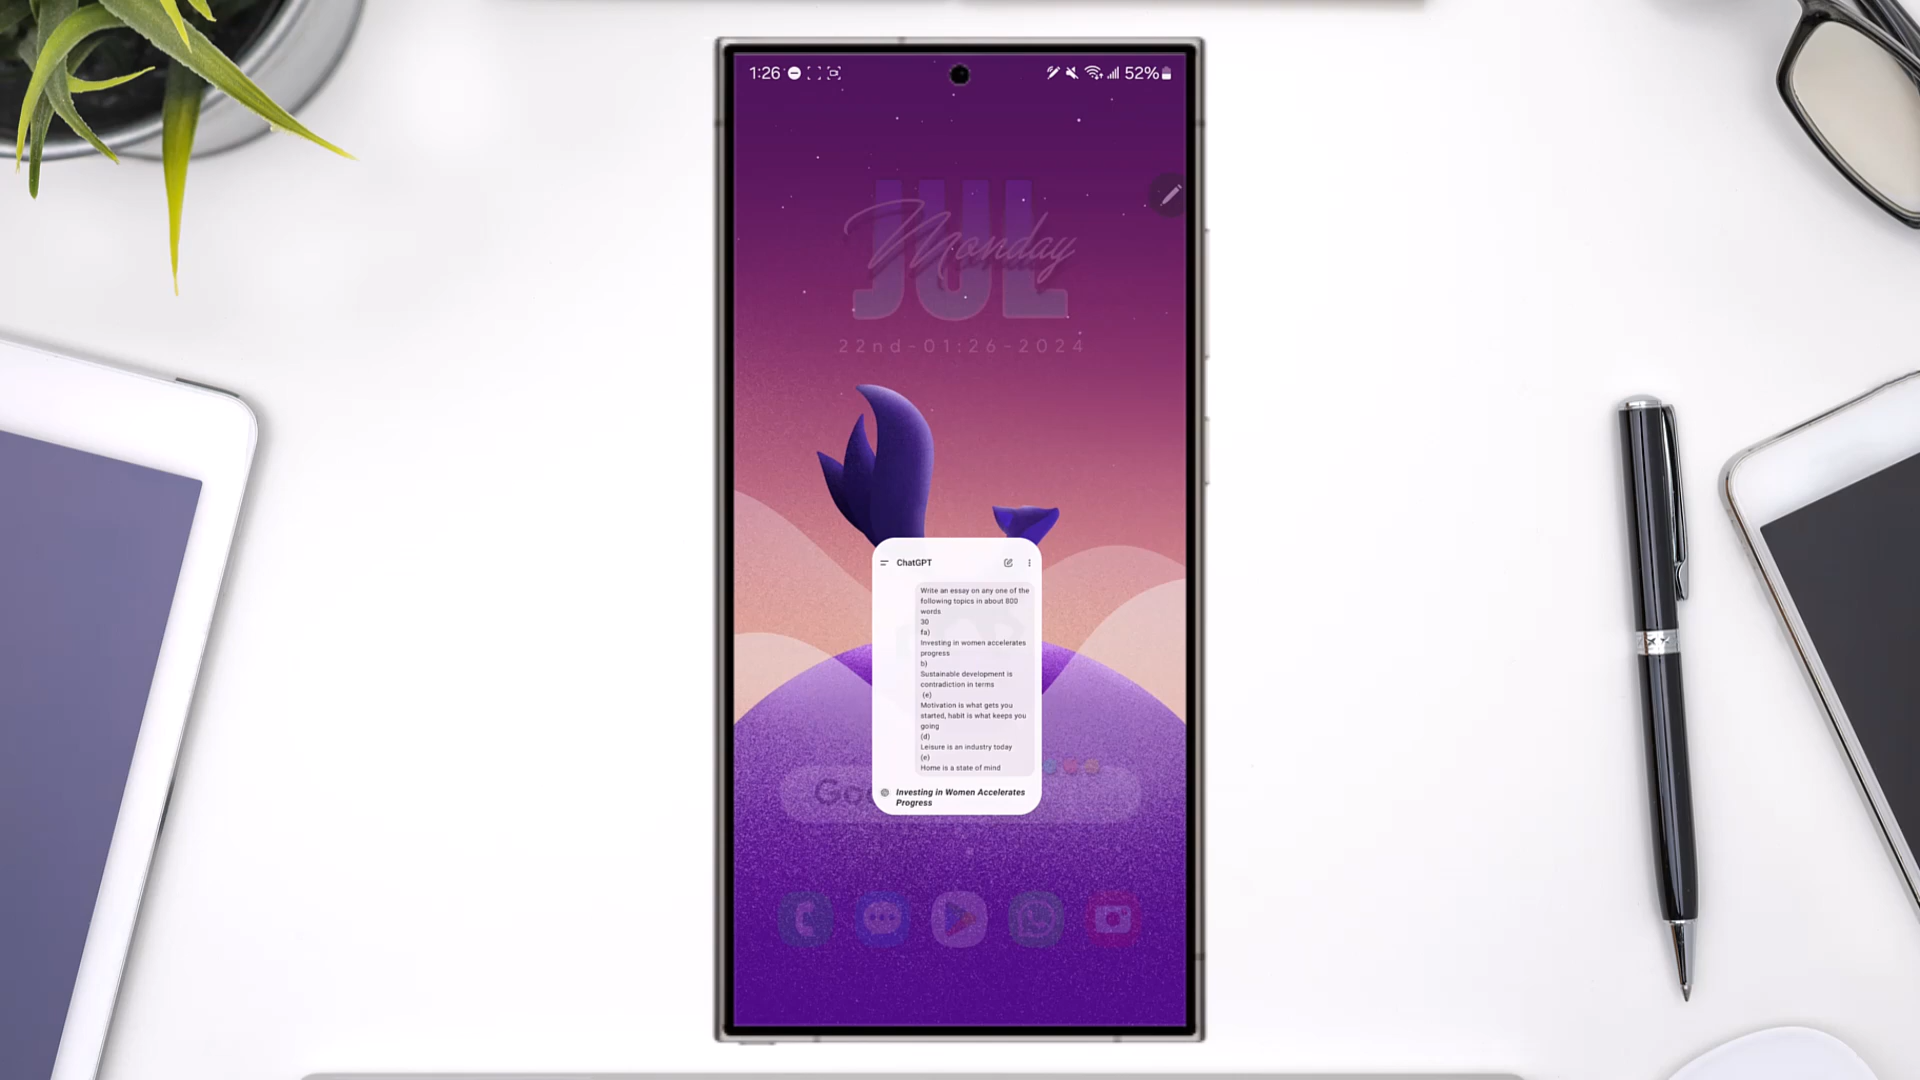 1:26
52%
JUL
Monday
22nd-01:26-2024
ChatGPT
Write an essay on any one of the
following topics in about 800
words
30
fa)
Investing in women accelerates
progress
b)
Sustainable development is
contradiction in terms
(e)
Motivation is what gets you
started, habit is what keeps you
going
(d)
Leisure is an industry today
(e)
Home is a state of mind
Investing in Women Accelerates
Progress